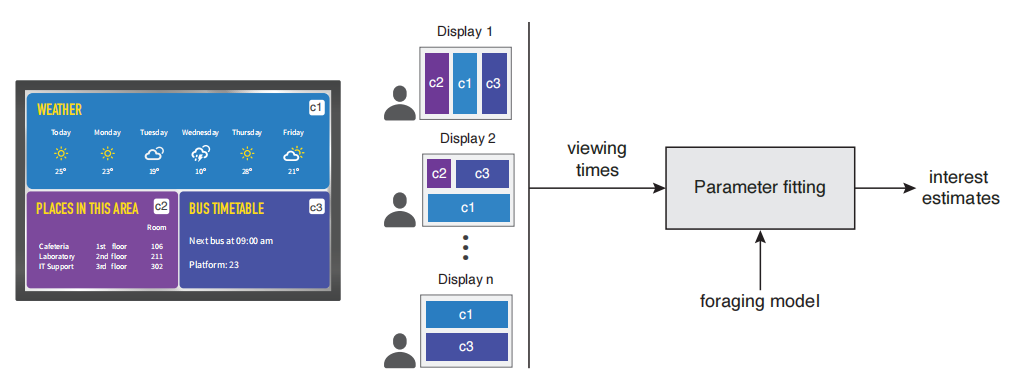 WEATHER
c1
Today Monday Tuesday Wednesday Thursday Friday
25° 23° 19° 10° 28° 21°
PLACES IN THIS AREA
c2
Room
Cafeteria 1st floor 106
Laboratory 2nd floor 211
IT Support 3rd floor 302
BUS TIMETABLE
c3
Next bus at 09:00 am
Platform: 23
Display 1
c2 c1 c3
Display 2
c2 c3
c1
Display n
c1
c3
viewing
times
Parameter fitting
interest
estimates
foraging model